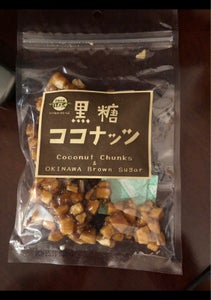 黒糖
ココナッツ
Coconut Chunks
&
OKINAWA Brown Sugar